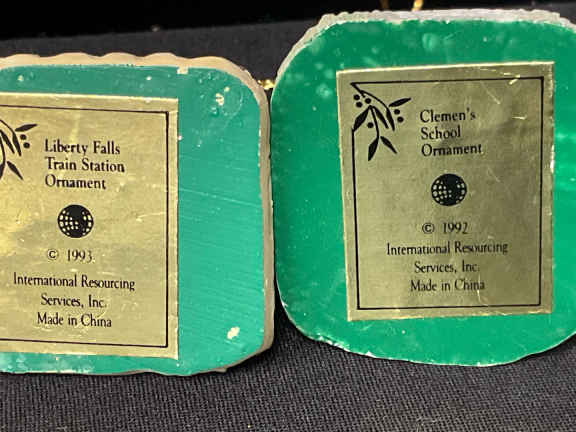 Liberty Falls
Train Station
Ornament
© 1993
International Resourcing
Services, Inc.
Made in China
Clemen's
School
Ornament
© 1992
International Resourcing
Services, Inc.
Made in China